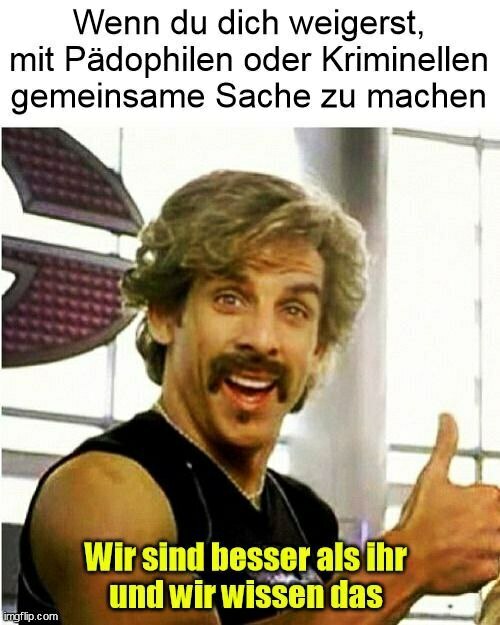 Wenn du dich weigerst,
mit Pädophilen oder Kriminellen
gemeinsame Sache zu machen
Wir sind besser als ihr
und wir wissen das
imgflip.com